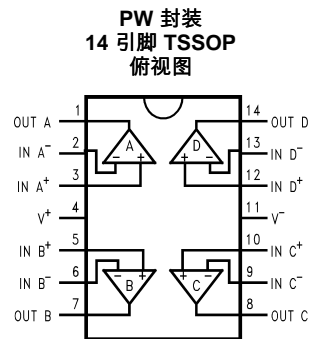 PW 封装
14 引脚 TSSOP
俯视图
1 14
OUT A OUT D
2 13
IN A⁻ A D IN D⁻
3 12
IN A⁺ IN D⁺
4 11
V⁺ V⁻
5 10
IN B⁺ IN C⁺
6 9
IN B⁻ B C IN C⁻
7 8
OUT B OUT C